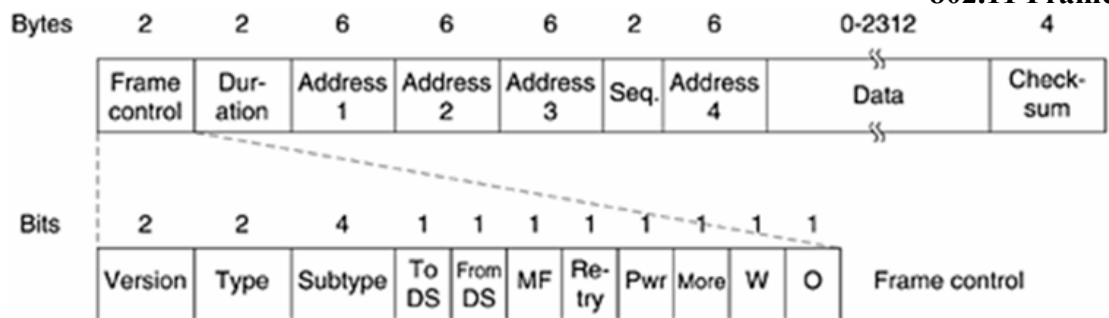 802.11 Frame
Bytes 2 2 6 6 6 2 6 0-2312 4
Frame control Dur- ation Address 1 Address 2 Address 3 Seq. Address 4 Data Check- sum
Bits 2 2 4 1 1 1 1 1 1 1 1
Version Type Subtype To DS From DS MF Re- try Pwr More W O Frame control